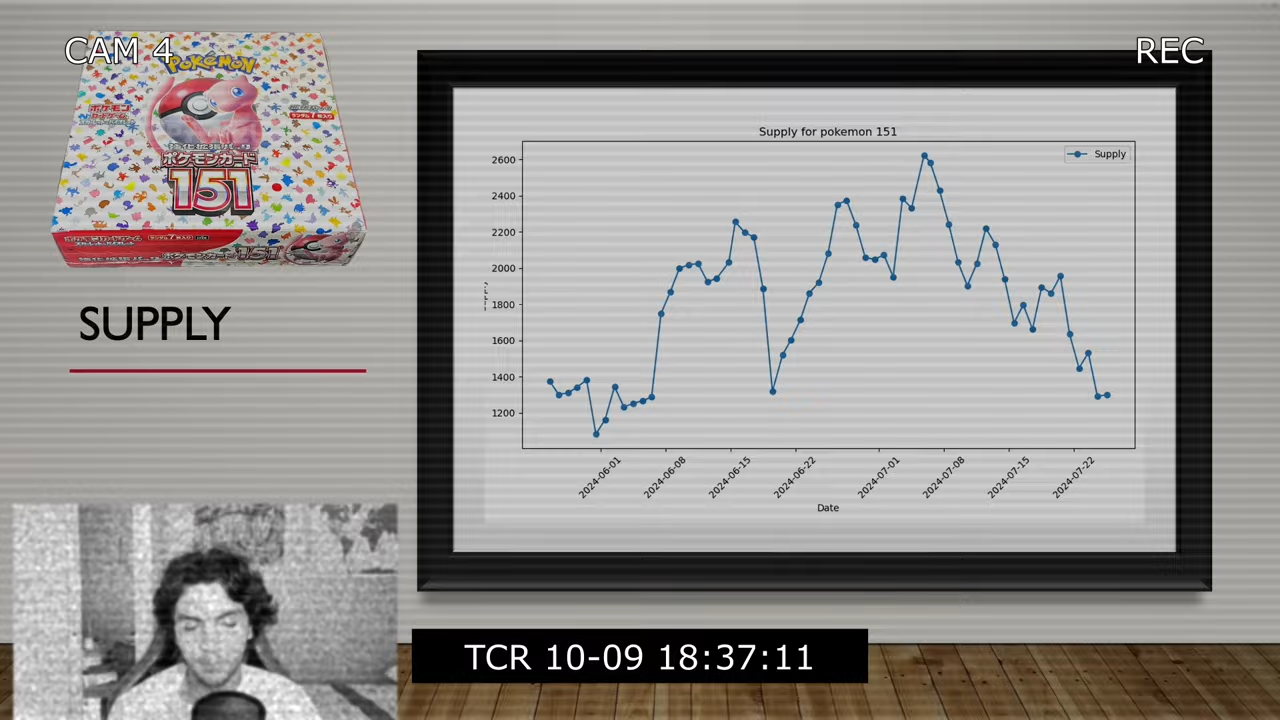 CAM 4
REC
POKÉMON
ポケモンカード
151
SUPPLY
Supply for pokemon 151
Supply
2600
2400
2200
2000
1800
1600
1400
1200
2024-06-01
2024-06-08
2024-06-15
2024-06-22
2024-07-01
2024-07-08
2024-07-15
2024-07-22
Date
TCR 10-09 18:37:11